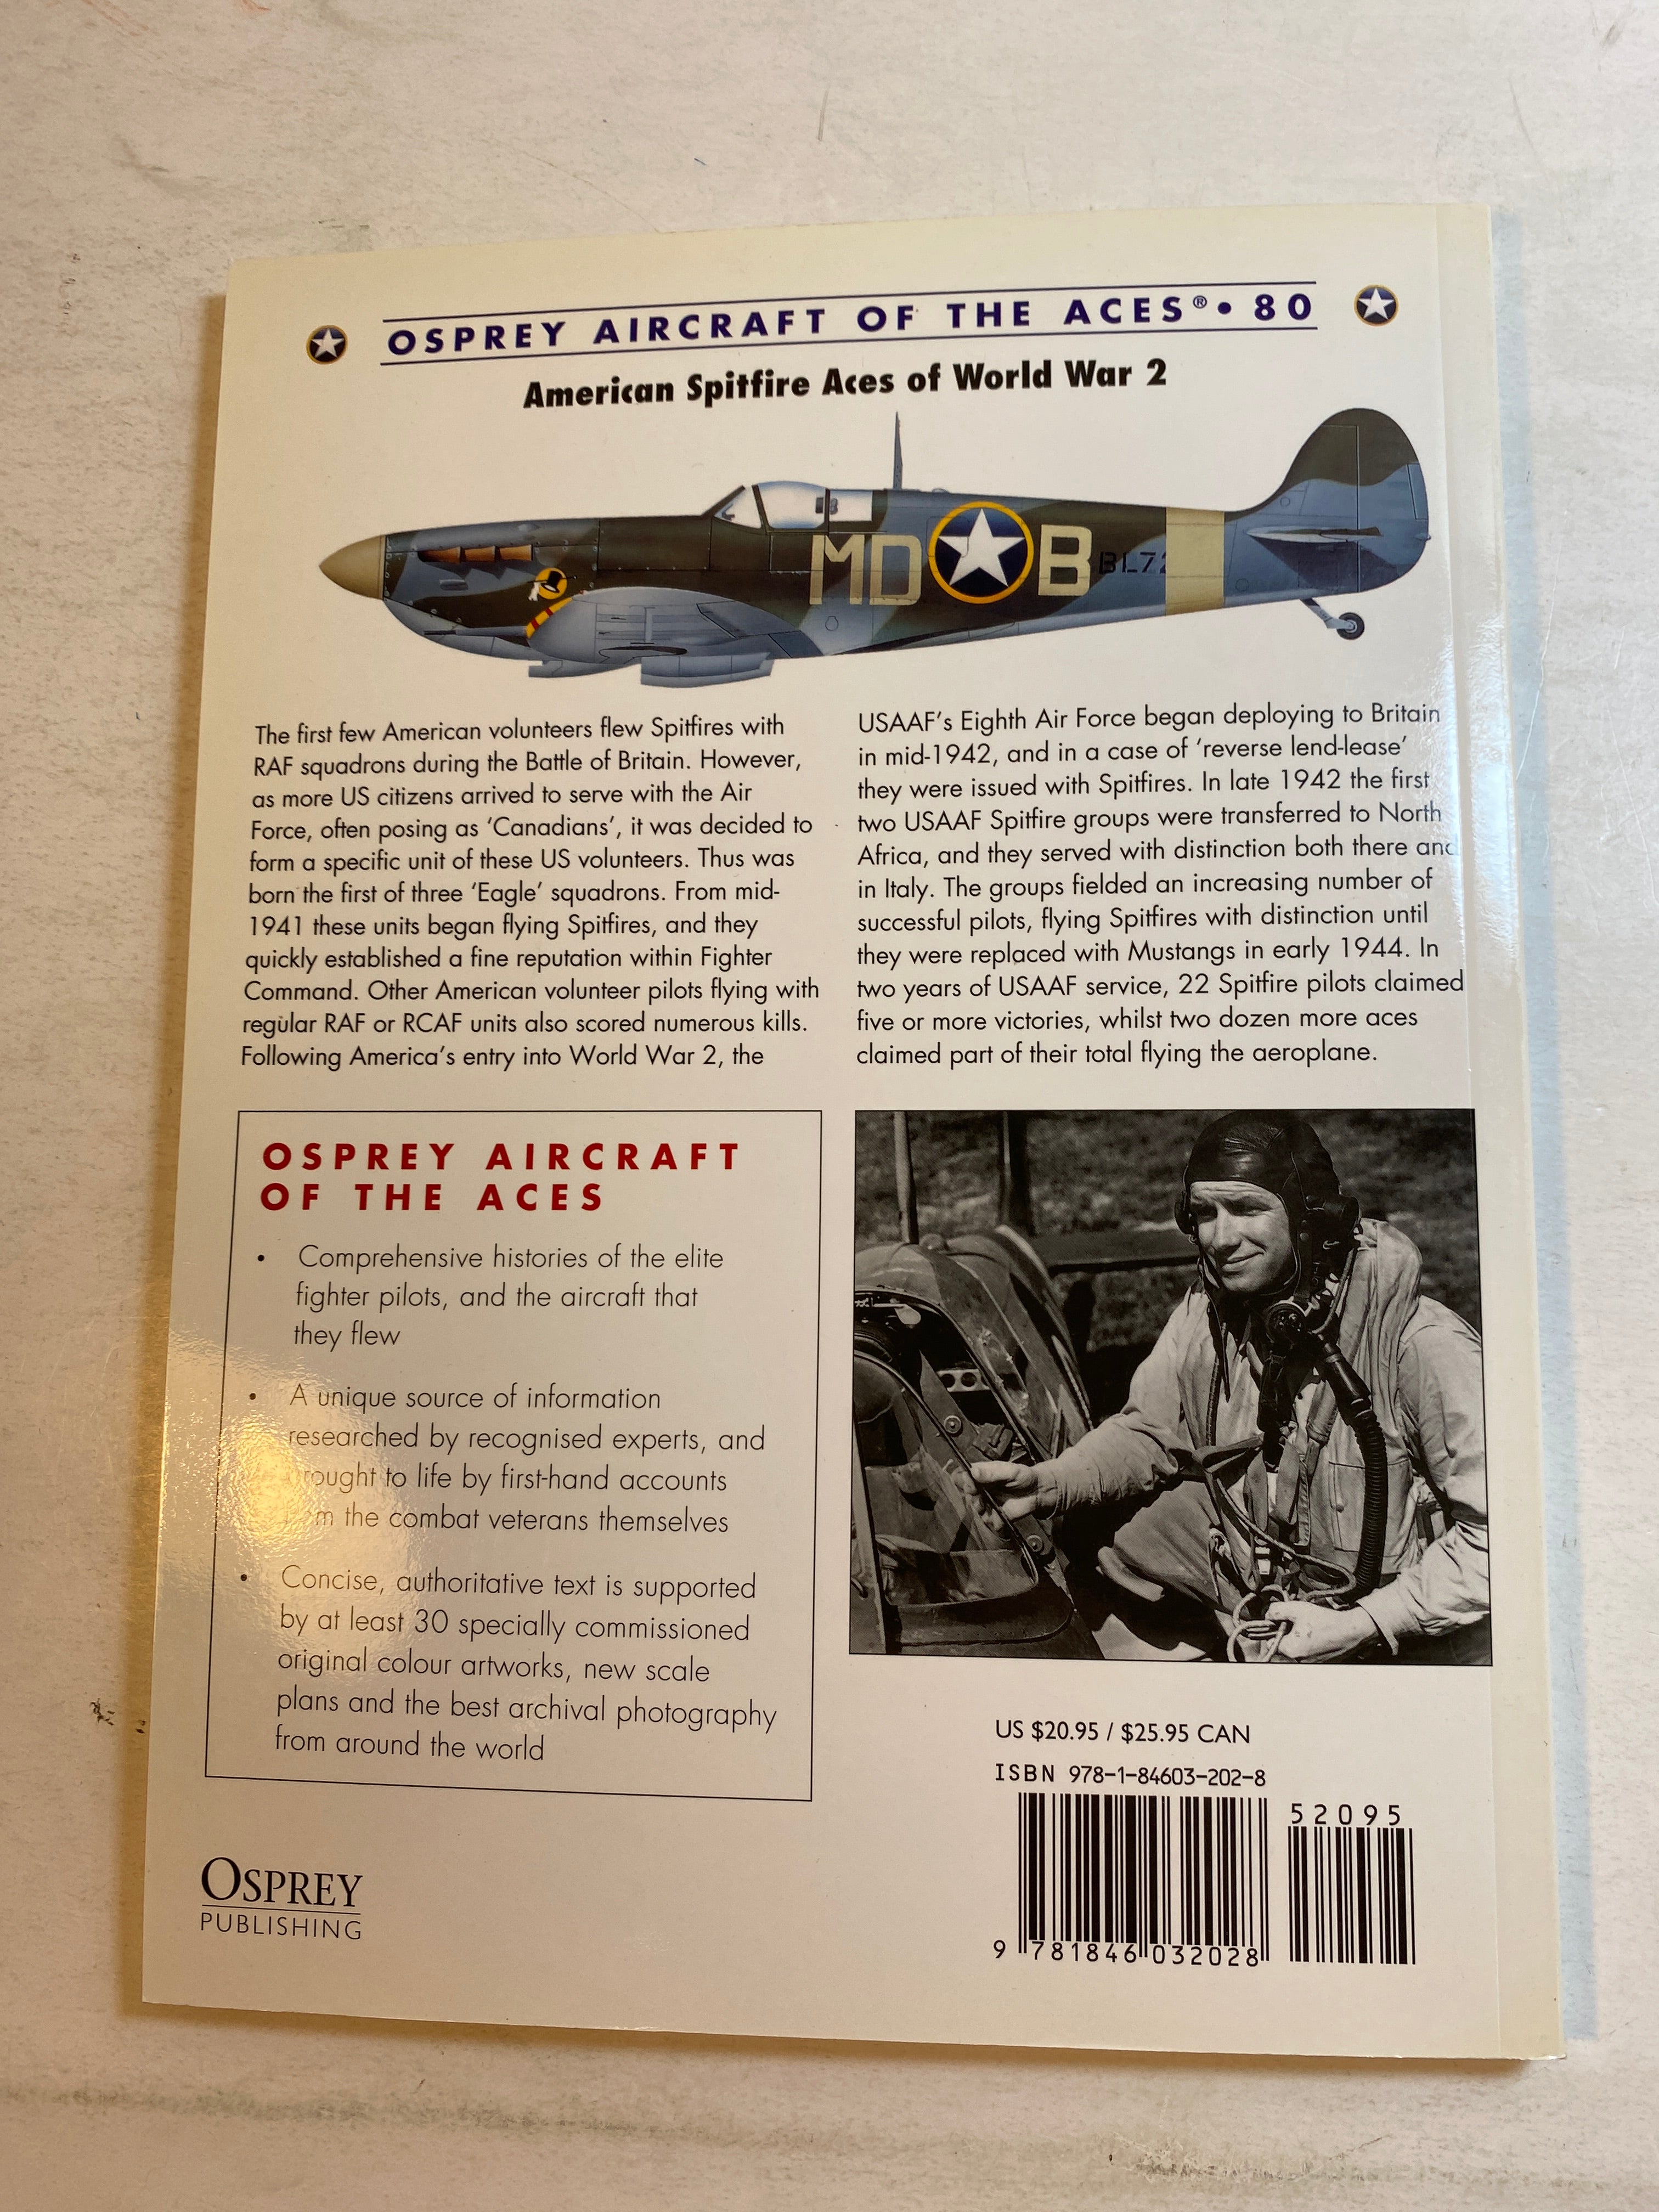 OSPREY AIRCRAFT OF THE ACES® • 80
American Spitfire Aces of World War 2
MD B BL72
The first few American volunteers flew Spitfires with
RAF squadrons during the Battle of Britain. However,
as more US citizens arrived to serve with the Air
Force, often posing as ‘Canadians’, it was decided to
form a specific unit of these US volunteers. Thus was
born the first of three ‘Eagle’ squadrons. From mid-
1941 these units began flying Spitfires, and they
quickly established a fine reputation within Fighter
Command. Other American volunteer pilots flying with
regular RAF or RCAF units also scored numerous kills.
Following America’s entry into World War 2, the
USAAF’s Eighth Air Force began deploying to Britain
in mid-1942, and in a case of ‘reverse lend-lease’
they were issued with Spitfires. In late 1942 the first
two USAAF Spitfire groups were transferred to North
Africa, and they served with distinction both there and
in Italy. The groups fielded an increasing number of
successful pilots, flying Spitfires with distinction until
they were replaced with Mustangs in early 1944. In
two years of USAAF service, 22 Spitfire pilots claimed
five or more victories, whilst two dozen more aces
claimed part of their total flying the aeroplane.
OSPREY AIRCRAFT
OF THE ACES
• Comprehensive histories of the elite
fighter pilots, and the aircraft that
they flew
• A unique source of information
researched by recognised experts, and
brought to life by first-hand accounts
from the combat veterans themselves
• Concise, authoritative text is supported
by at least 30 specially commissioned
original colour artworks, new scale
plans and the best archival photography
from around the world
US $20.95 / $25.95 CAN
ISBN 978-1-84603-202-8
52095
9 781846 032028
OSPREY
PUBLISHING